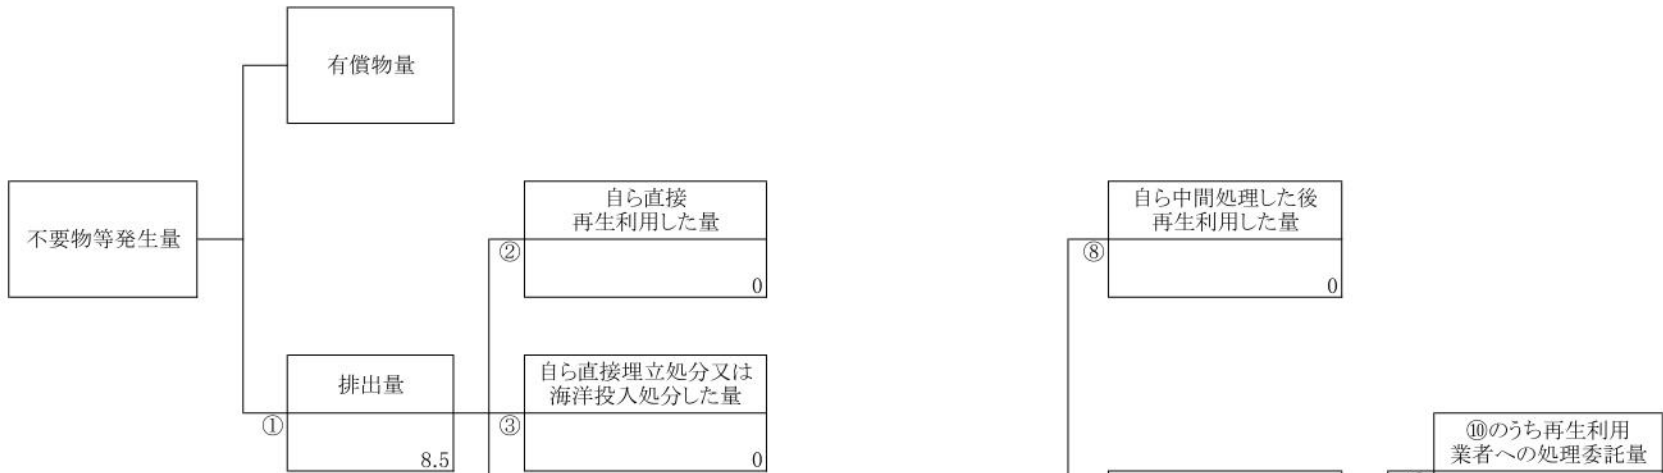 有償物量
不要物等発生量
自ら直接
再生利用した量
②
0
自ら中間処理した後
再生利用した量
⑧
0
排出量
①
8.5
自ら直接埋立処分又は
海洋投入処分した量
③
0
⑩のうち再生利用
業者への処理委託量